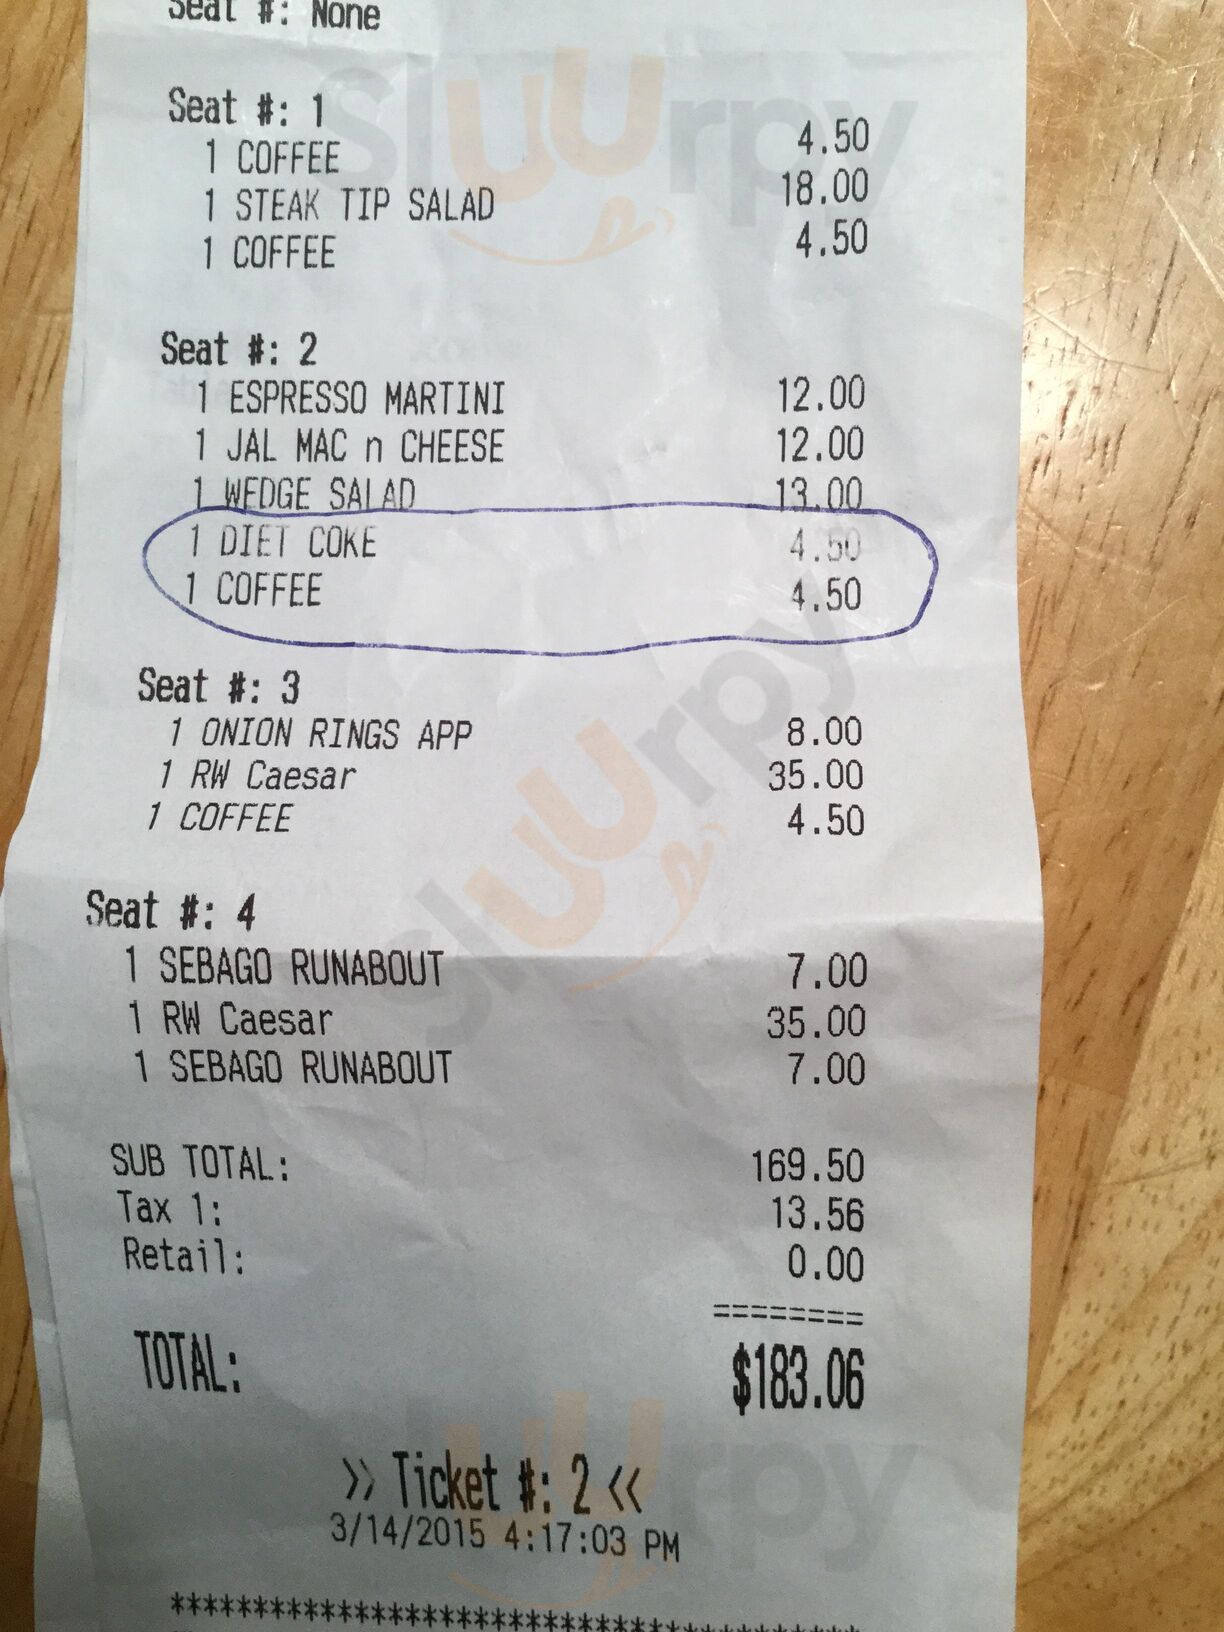 Seat #: None
Seat #: 1
1 COFFEE 4.50
1 STEAK TIP SALAD 18.00
1 COFFEE 4.50
Seat #: 2
1 ESPRESSO MARTINI 12.00
1 JAL MAC n CHEESE 12.00
1 WEDGE SALAD 13.00
1 DIET COKE 4.50
1 COFFEE 4.50
Seat #: 3
1 ONION RINGS APP 8.00
1 RW Caesar 35.00
1 COFFEE 4.50
Seat #: 4
1 SEBAGO RUNABOUT 7.00
1 RW Caesar 35.00
1 SEBAGO RUNABOUT 7.00
SUB TOTAL: 169.50
Tax 1: 13.56
Retail: 0.00
========
TOTAL: $183.06
>> Ticket #: 2 <<
3/14/2015 4:17:03 PM
******************************************
Sluurpy
Sluurpy
Sluurpy